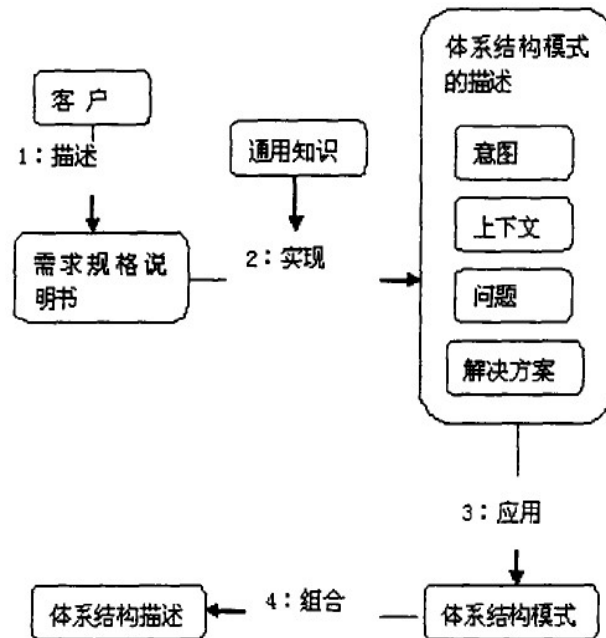 客 户
1：描述
需求规格说
明书
通用知识
2：实现
体系结构模式
的描述
意图
上下文
问题
解决方案
3：应用
体系结构模式
4：组合
体系结构描述